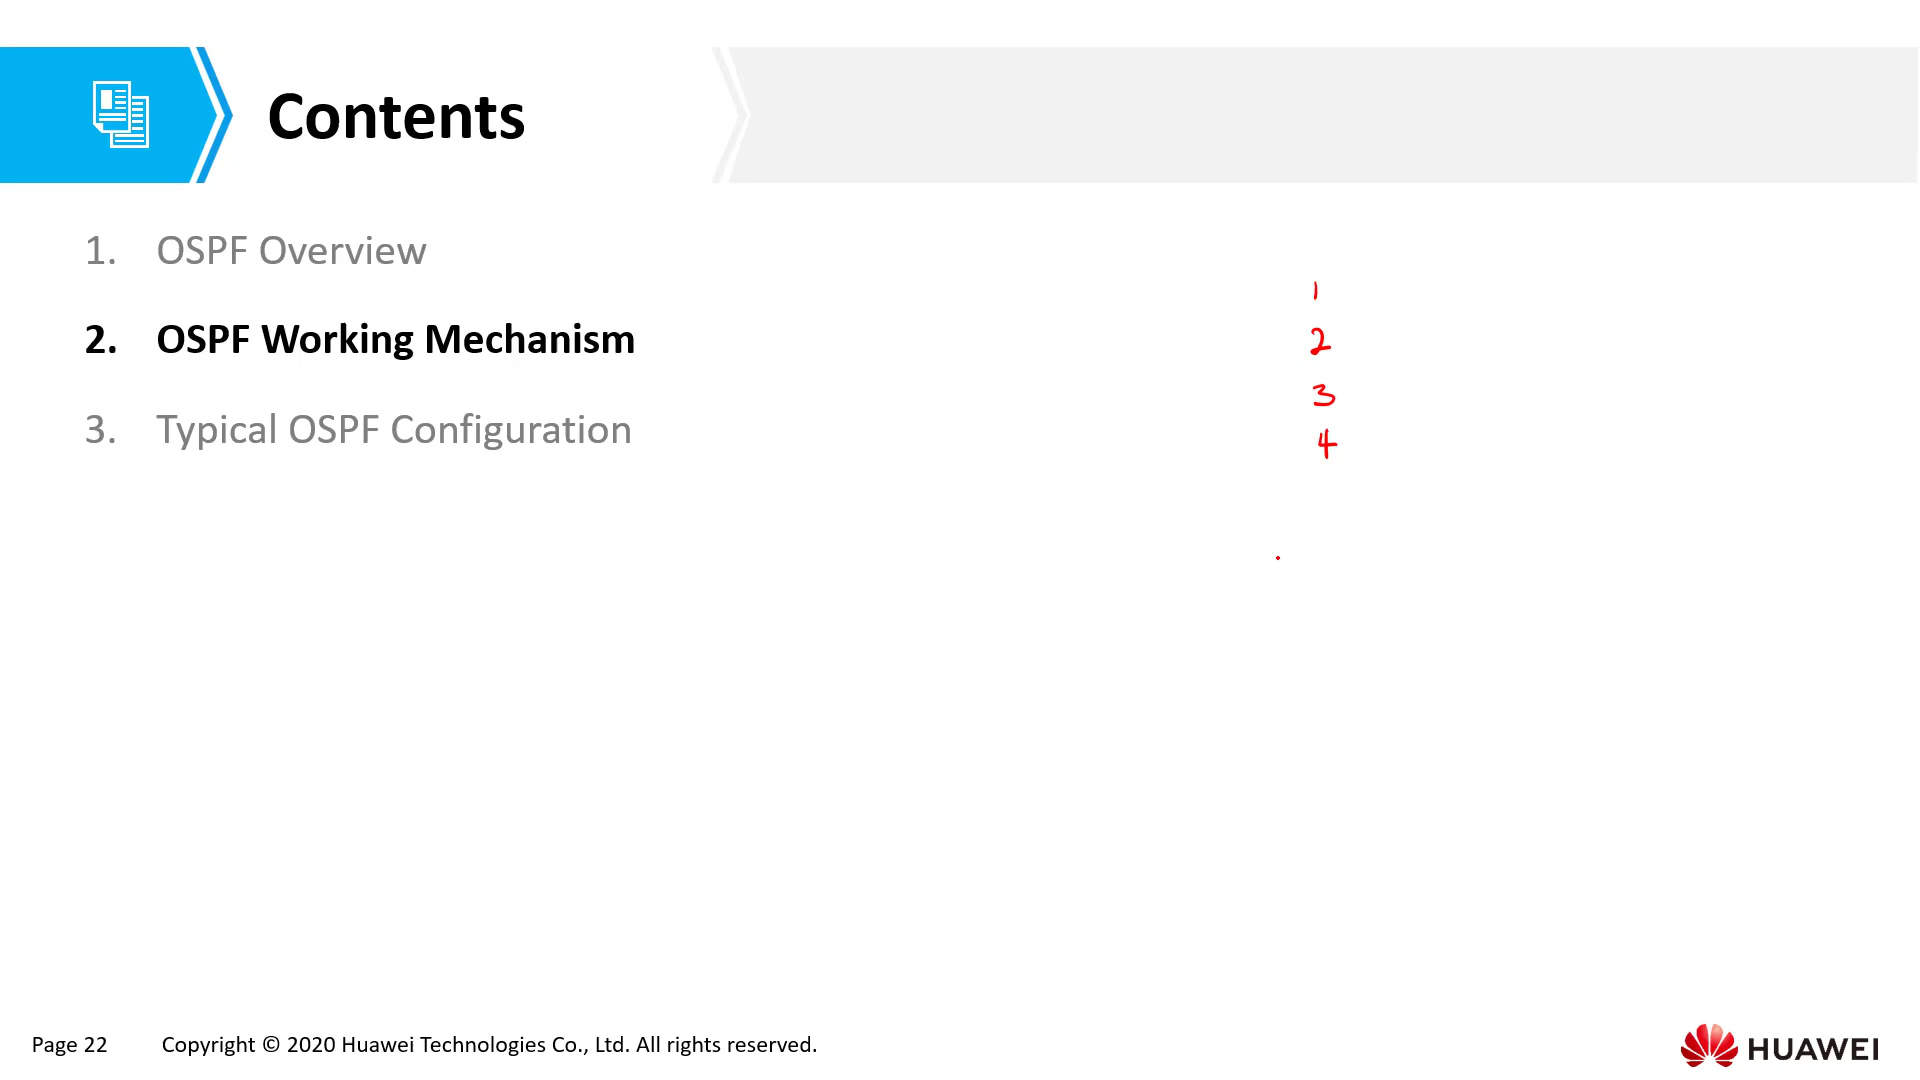 Contents
1. OSPF Overview
2. OSPF Working Mechanism
3. Typical OSPF Configuration
1
2
3
4
Page 22 Copyright © 2020 Huawei Technologies Co., Ltd. All rights reserved.
HUAWEI